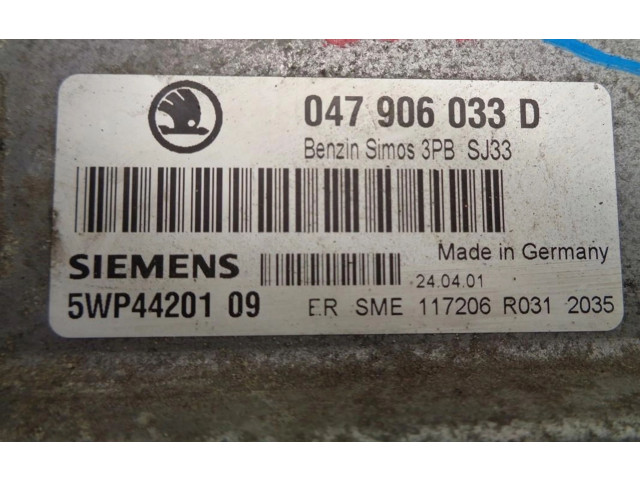 047 906 033 D
Benzin Simos 3PB SJ33
Made in Germany
SIEMENS
24.04.01
5WP44201 09
ER SME 117206 R031 2035